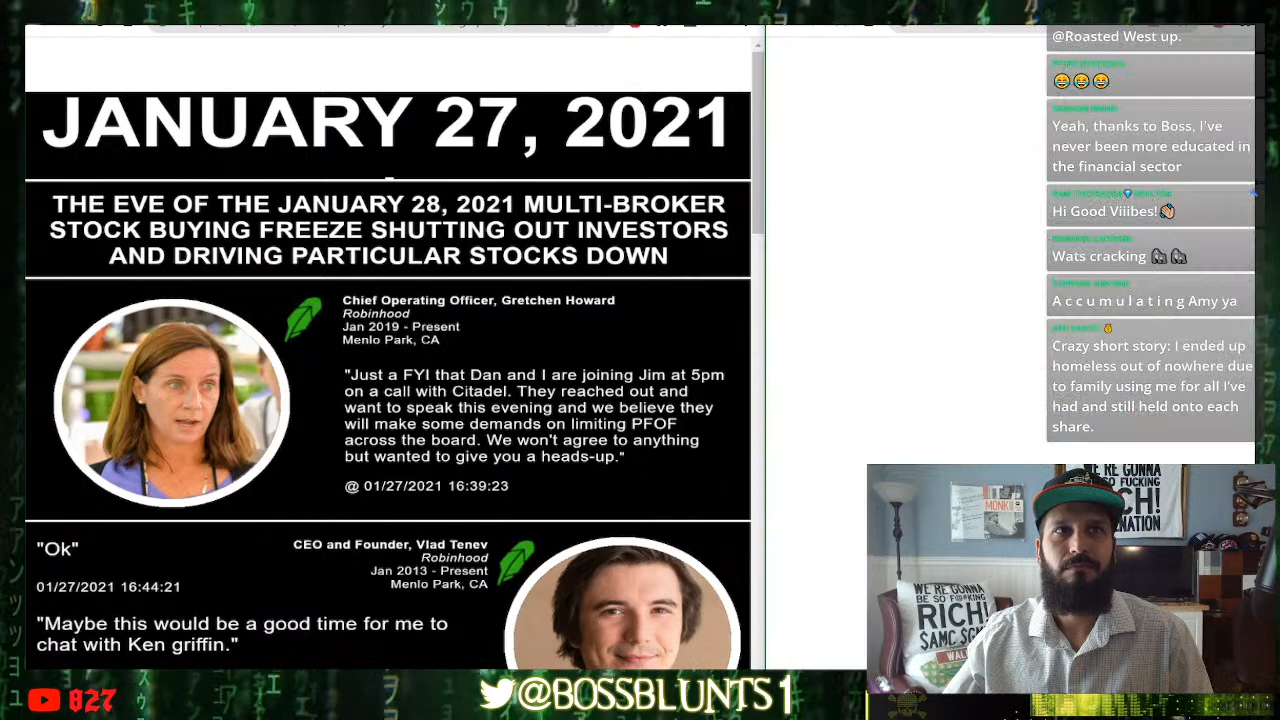 JANUARY 27, 2021
THE EVE OF THE JANUARY 28, 2021 MULTI-BROKER
STOCK BUYING FREEZE SHUTTING OUT INVESTORS
AND DRIVING PARTICULAR STOCKS DOWN
Chief Operating Officer, Gretchen Howard
Robinhood
Jan 2019 - Present
Menlo Park, CA
"Just a FYI that Dan and I are joining Jim at 5pm
on a call with Citadel. They reached out and
want to speak this evening and we believe they
will make some demands on limiting PFOF
across the board. We won't agree to anything
but wanted to give you a heads-up."
@ 01/27/2021 16:39:23
"Ok"
01/27/2021 16:44:21
"Maybe this would be a good time for me to
chat with Ken griffin."
CEO and Founder, Vlad Tenev
Robinhood
Jan 2013 - Present
Menlo Park, CA
@Roasted West up.
😂😂😂
Yeah, thanks to Boss, I've
never been more educated in
the financial sector
Hi Good Viiibes!
Wats cracking
A c c u m u l a t i n g Amy ya
Crazy short story: I ended up
homeless out of nowhere due
to family using me for all I've
had and still held onto each
share.
WE'RE GONNA
BE SO F@#KING
RICH!
$AMC
MONK
827
@BOSSBLUNTS1